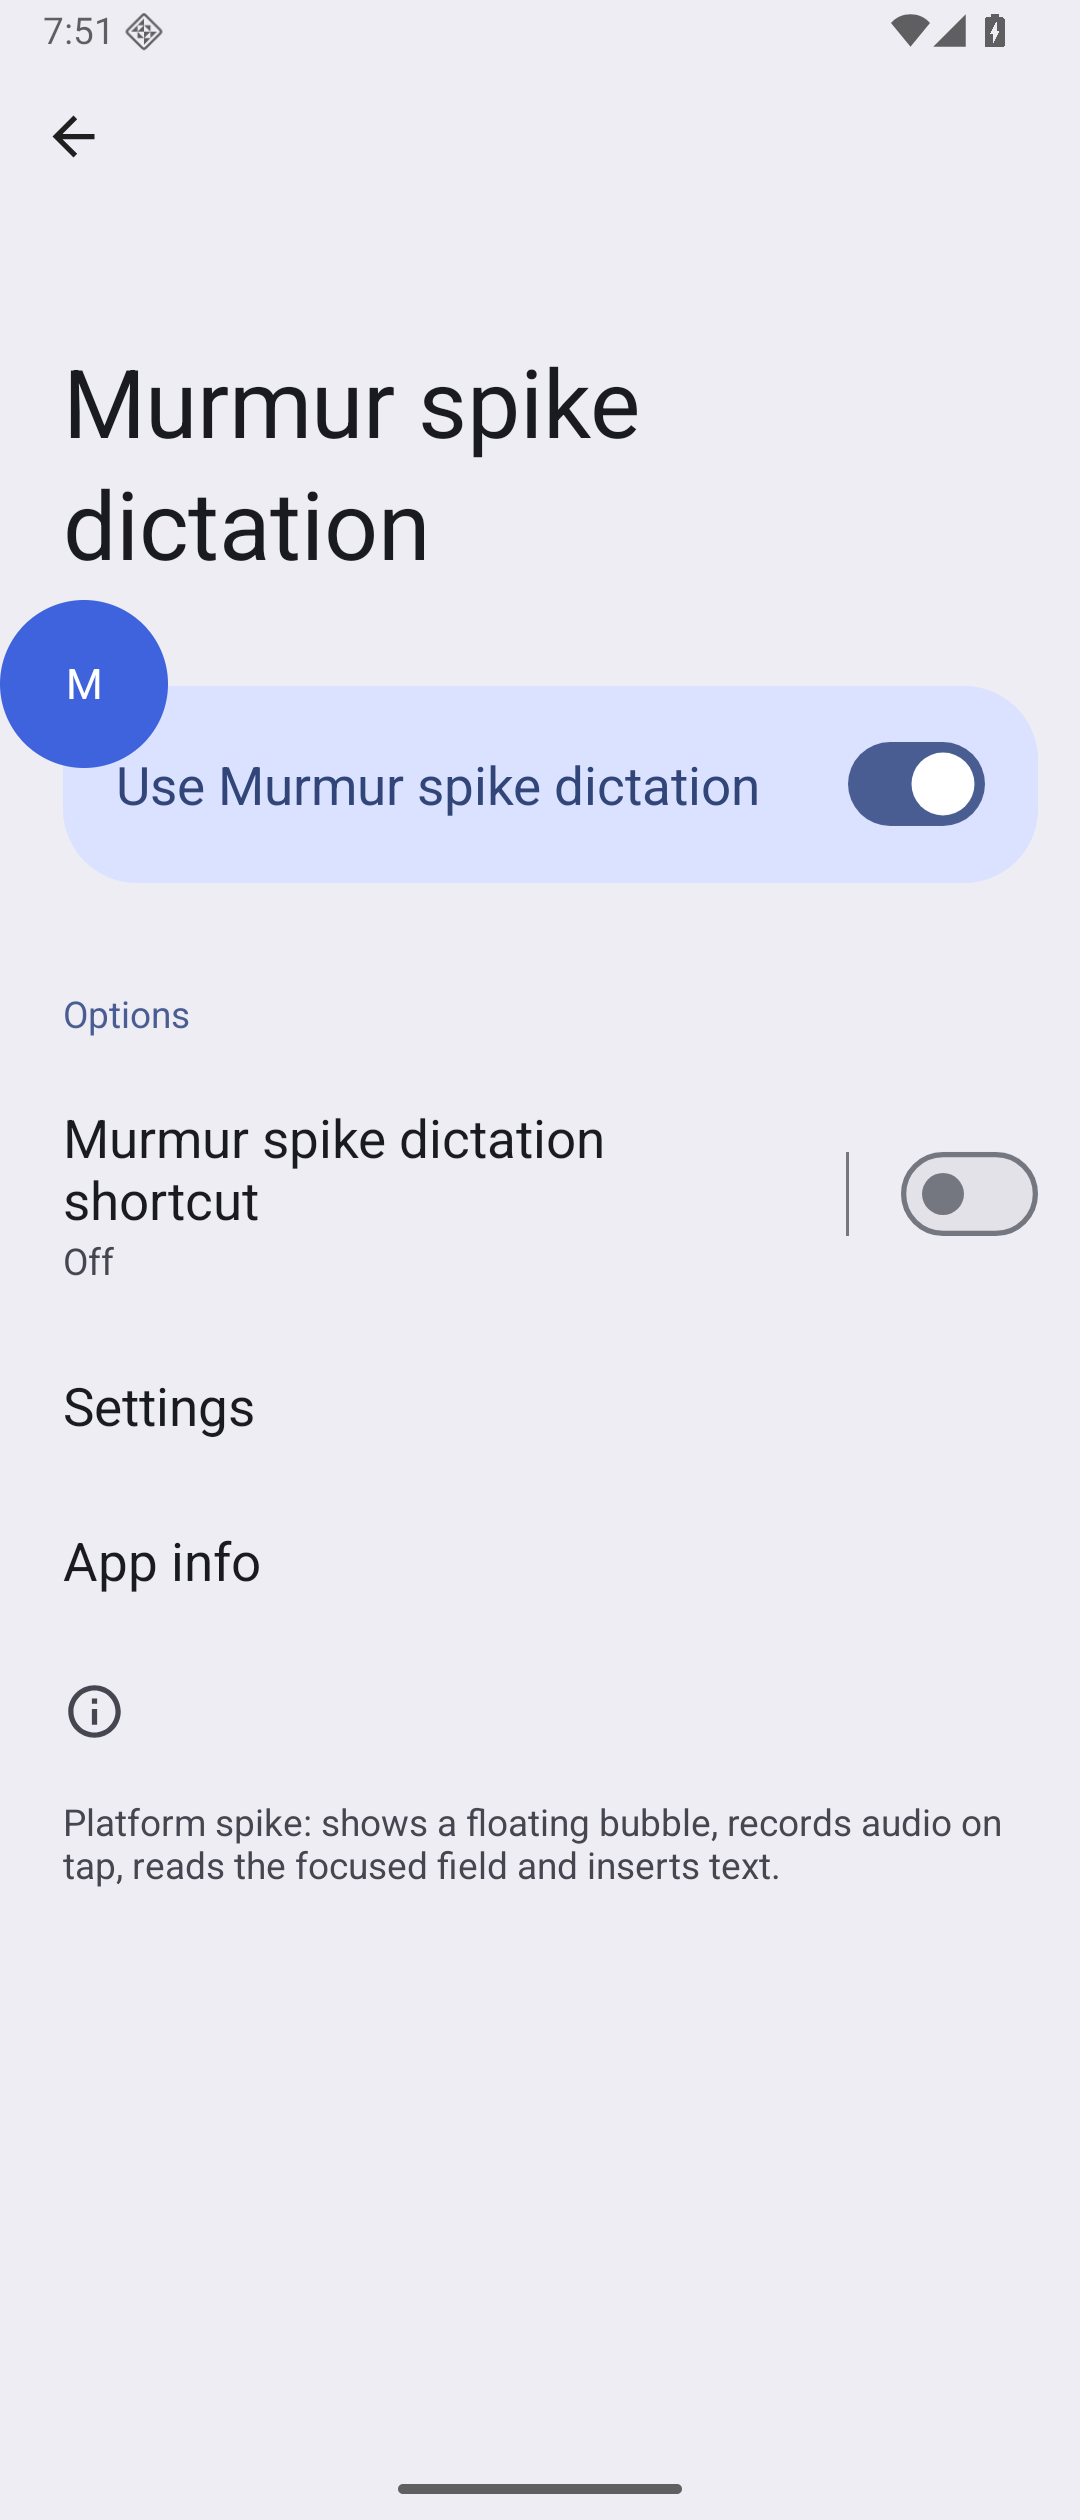 7:51
Murmur spike
dictation
M
Use Murmur spike dictation
Options
Murmur spike dictation
shortcut
Off
Settings
App info
Platform spike: shows a floating bubble, records audio on
tap, reads the focused field and inserts text.